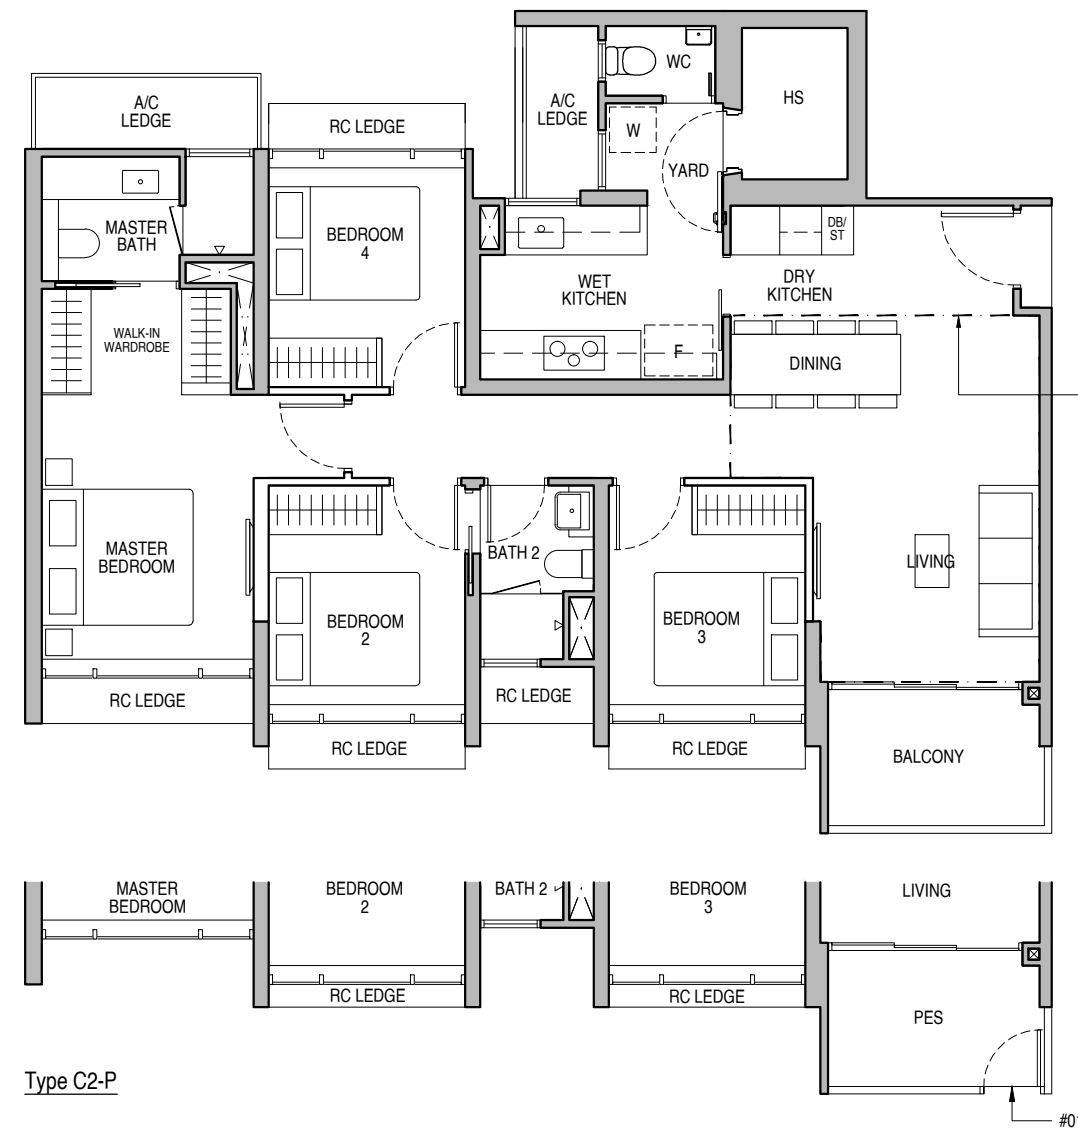 WC
A/C
LEDGE
HS
A/C
LEDGE
RC LEDGE
W
YARD
MASTER
BATH
BEDROOM
4
DB/
ST
WET
KITCHEN
DRY
KITCHEN
WALK-IN
WARDROBE
F
DINING
MASTER
BEDROOM
BATH 2
LIVING
BEDROOM
2
BEDROOM
3
RC LEDGE
RC LEDGE
RC LEDGE
RC LEDGE
BALCONY
MASTER
BEDROOM
BEDROOM
2
BATH 2
BEDROOM
3
LIVING
RC LEDGE
RC LEDGE
PES
Type C2-P